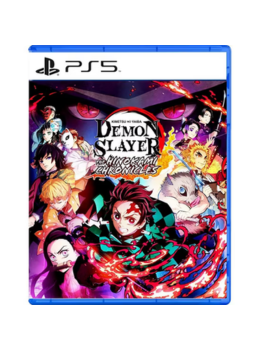 PS5
KIMETSU NO YAIBA
DEMON
SLAYER
THE HINOKAMI
CHRONICLES